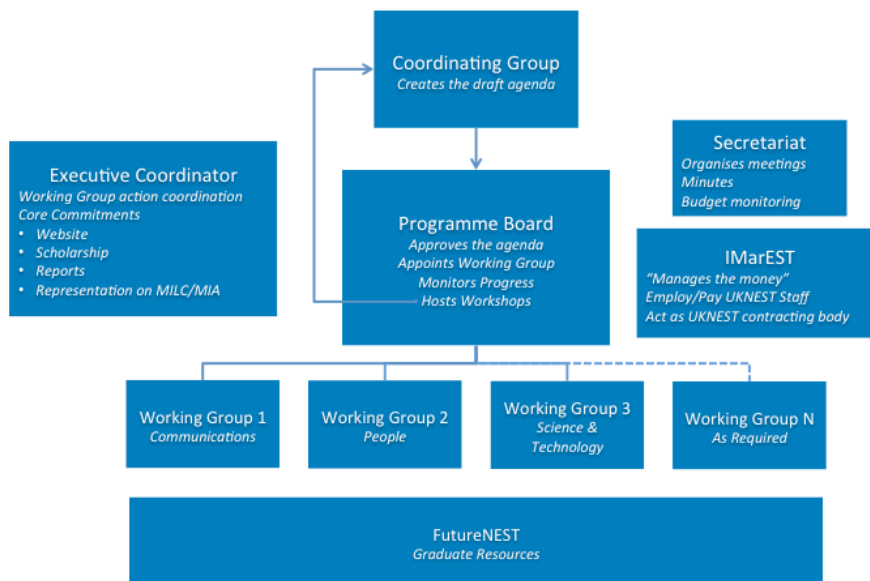 Coordinating Group
Creates the draft agenda
Executive Coordinator
Working Group action coordination
Core Commitments
• Website
• Scholarship
• Reports
• Representation on MILC/MIA
Programme Board
Approves the agenda
Appoints Working Group
Monitors Progress
Hosts Workshops
Secretariat
Organises meetings
Minutes
Budget monitoring
IMarEST
“Manages the money”
Employ/Pay UKNEST Staff
Act as UKNEST contracting body
Working Group 1
Communications
Working Group 2
People
Working Group 3
Science &
Technology
Working Group N
As Required
FutureNEST
Graduate Resources